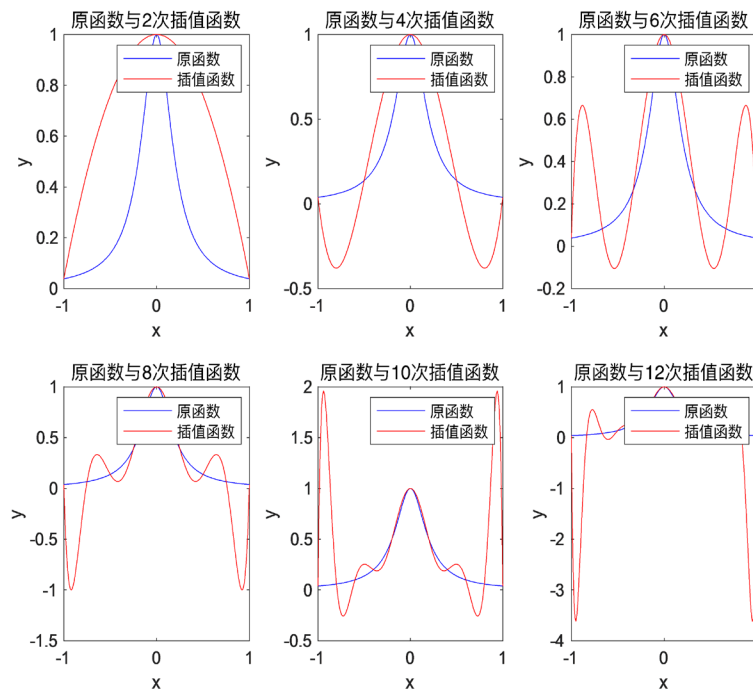 原函数与2次插值函数
1
0.8
0.6
0.4
0.2
0
y
-1
0
1
x
原函数
插值函数
原函数与4次插值函数
1
0.5
0
-0.5
y
-1
0
1
x
原函数
插值函数
原函数与6次插值函数
1
0.8
0.6
0.4
0.2
0
-0.2
y
-1
0
x
原函数
插值函数
原函数与8次插值函数
1
0.5
0
-0.5
-1
-1.5
y
-1
0
1
x
原函数
插值函数
原函数与10次插值函数
2
1.5
1
0.5
0
-0.5
y
-1
0
1
x
原函数
插值函数
原函数与12次插值函数
1
0
-1
-2
-3
-4
y
-1
0
x
原函数
插值函数